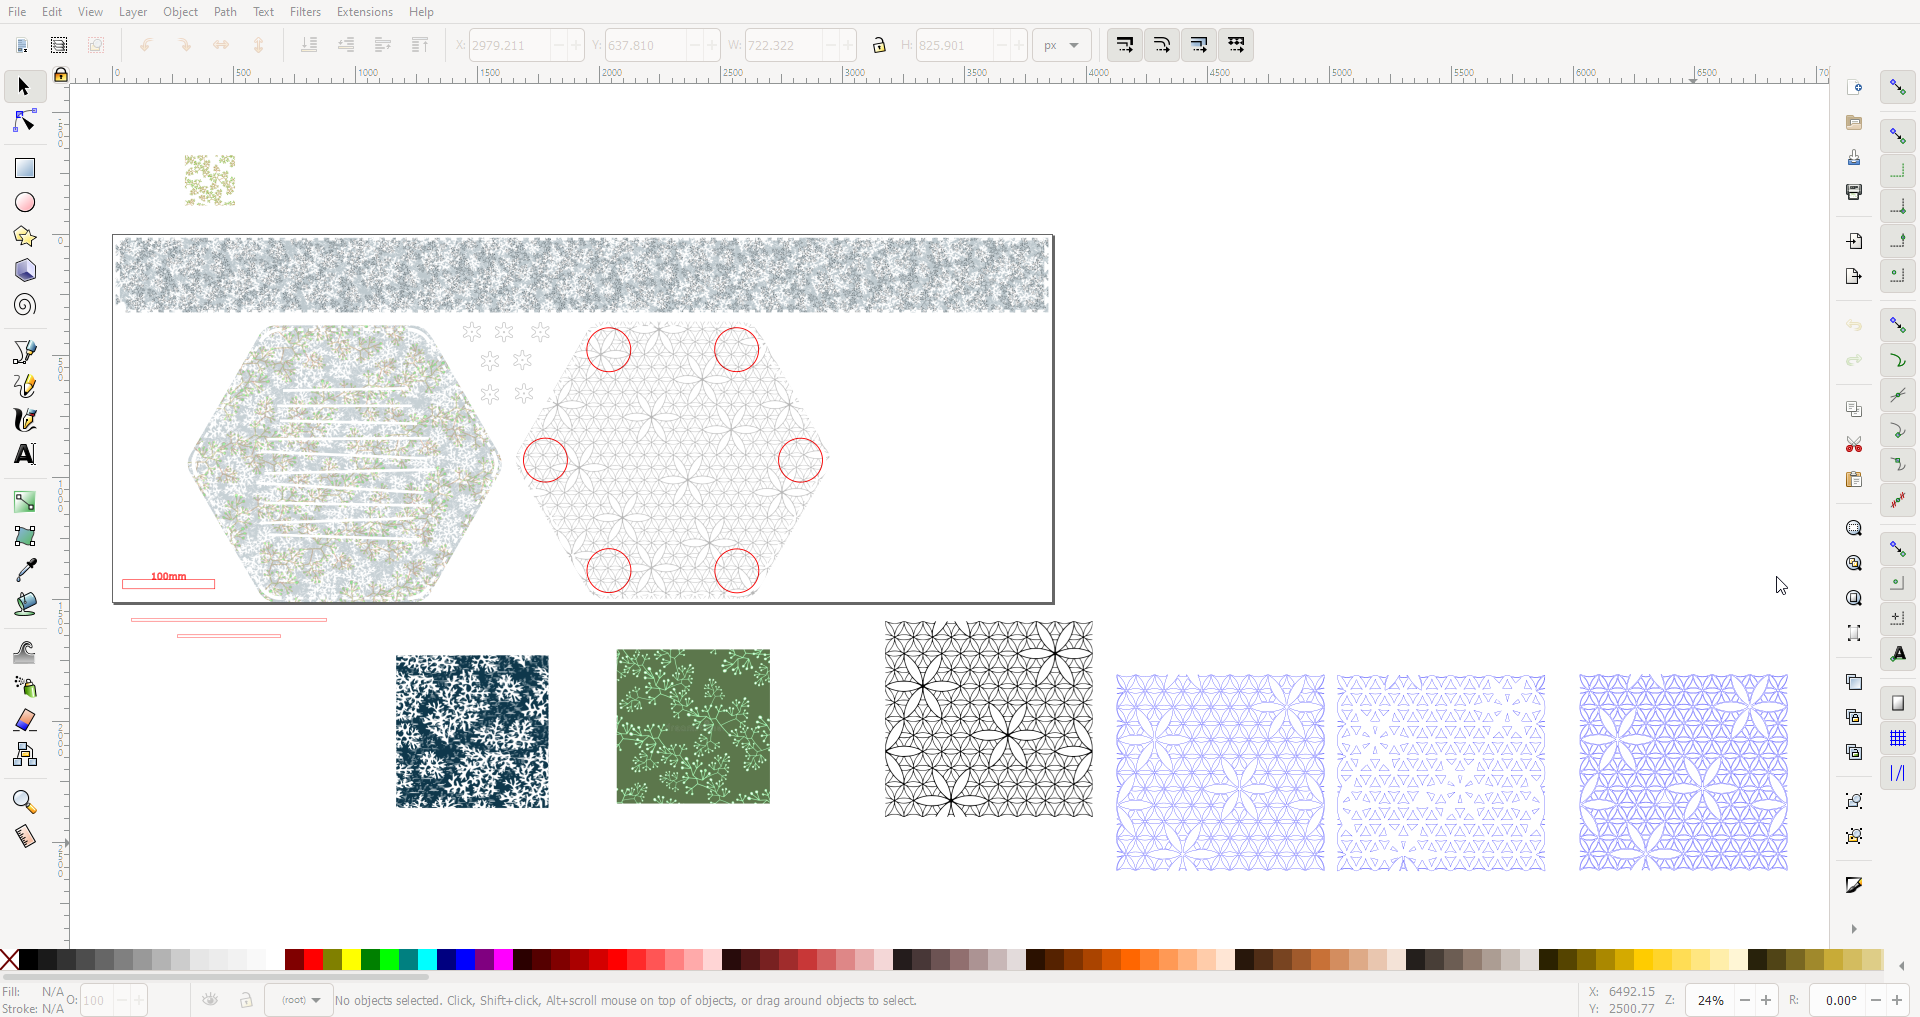 File Edit View Layer Object Path Text Filters Extensions Help
X: 2979.211 Y: 637.810 W: 722.322 H: 825.901 px
0 500 1000 1500 2000 2500 3000 3500 4000 4500 5000 5500 6000 6500 70
100mm
Fill: N/A O: 100 (root) No objects selected. Click, Shift+click, Alt+scroll mouse on top of objects, or drag around objects to select. X: 6492.15 Z: 24% R: 0.00°
Stroke: N/A Y: 2500.77